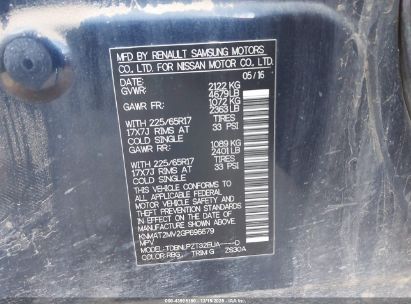 MFD BY RENAULT SAMSUNG MOTORS
CO., LTD. FOR NISSAN MOTOR CO., LTD.
DATE: 05/16
GVWR: 2122 KG
4679 LB
GAWR FR: 1072 KG
2363 LB
WITH 225/65R17 TIRES
17X7J RIMS AT 33 PSI
COLD SINGLE
GAWR RR: 1089 KG
2401 LB
WITH 225/65R17 TIRES
17X7J RIMS AT 33 PSI
COLD SINGLE
THIS VEHICLE CONFORMS TO
ALL APPLICABLE FEDERAL
MOTOR VEHICLE SAFETY AND
THEFT PREVENTION STANDARDS
IN EFFECT ON THE DATE OF
MANUFACTURE SHOWN ABOVE
KNMAT2MV2GP696679
MPV
COLOR: TRIM: G